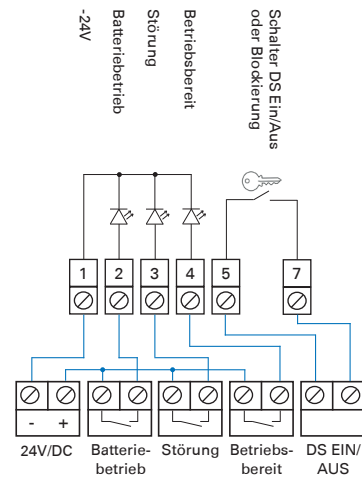 -24V
Batteriebetrieb
Störung
Betriebsbereit
Schalter DS Ein/Aus
oder Blockierung
1 2 3 4 5 7
- +
24V/DC Batterie- Störung Betriebs- DS EIN/
betrieb bereit AUS